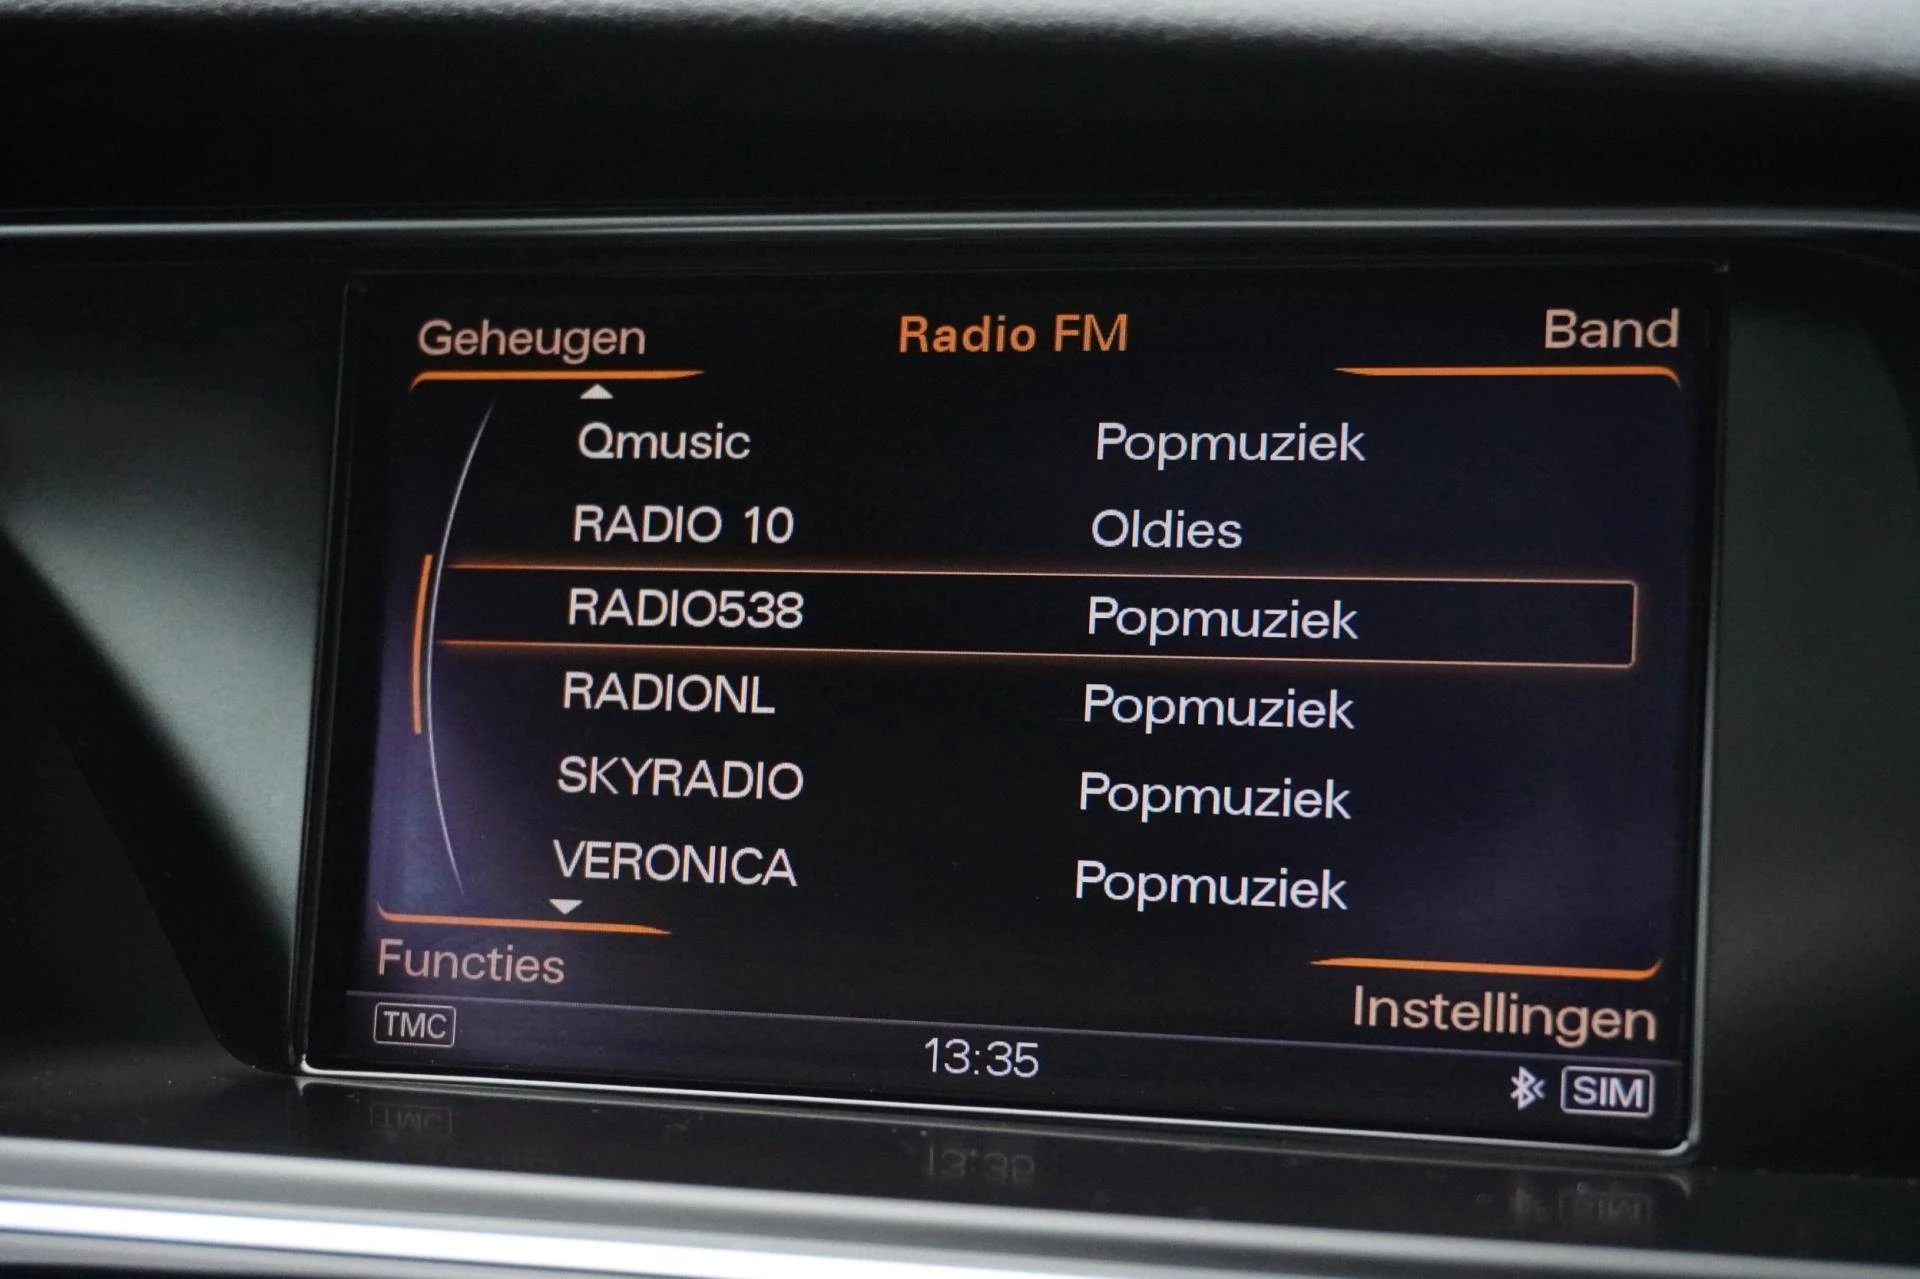 Geheugen Radio FM Band
Qmusic Popmuziek
RADIO 10 Oldies
RADIO538 Popmuziek
RADIONL Popmuziek
SKYRADIO Popmuziek
VERONICA Popmuziek
Functies Instellingen
TMC 13:35 SIM